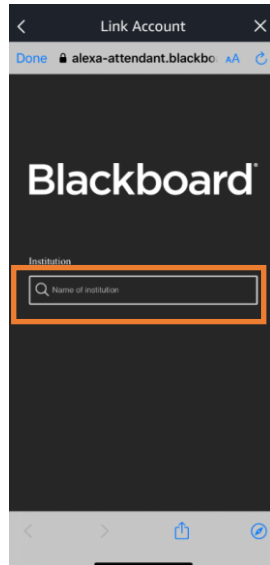 Link Account
Done alexa-attendant.blackbo AA
Blackboard
Institution
Name of institution